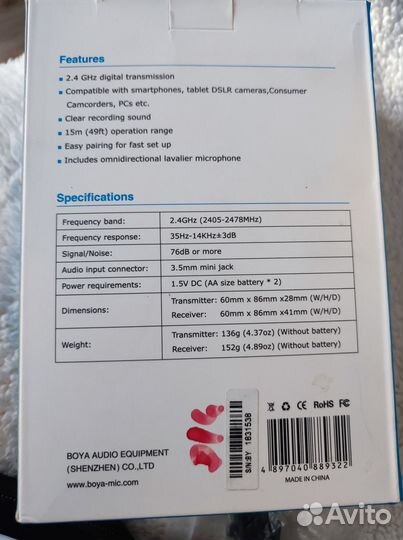 Features
2.4 GHz digital transmission
Compatible with smartphones, tablet DSLR cameras,Consumer
Camcorders, PCs etc.
Clear recording sound
15m (49ft) operation range
Easy pairing for fast set up
Includes omnidirectional lavalier microphone
Specifications
Frequency band: 2.4GHz (2405-2478MHz)
Frequency response: 35Hz-14KHz±3dB
Signal/Noise: 76dB or more
Audio input connector: 3.5mm mini jack
Power requirements: 1.5V DC (AA size battery * 2)
Dimensions: Transmitter: 60mm x 86mm x28mm (W/H/D)
Receiver: 60mm x 86mm x41mm (W/H/D)
Weight: Transmitter: 136g (4.37oz) (Without battery)
Receiver: 152g (4.89oz) (Without battery)
BOYA AUDIO EQUIPMENT
(SHENZHEN) CO.,LTD
www.boya-mic.com
S/N:BY 1831538
CE RoHS FC
4 897040 889322
MADE IN CHINA
Avito